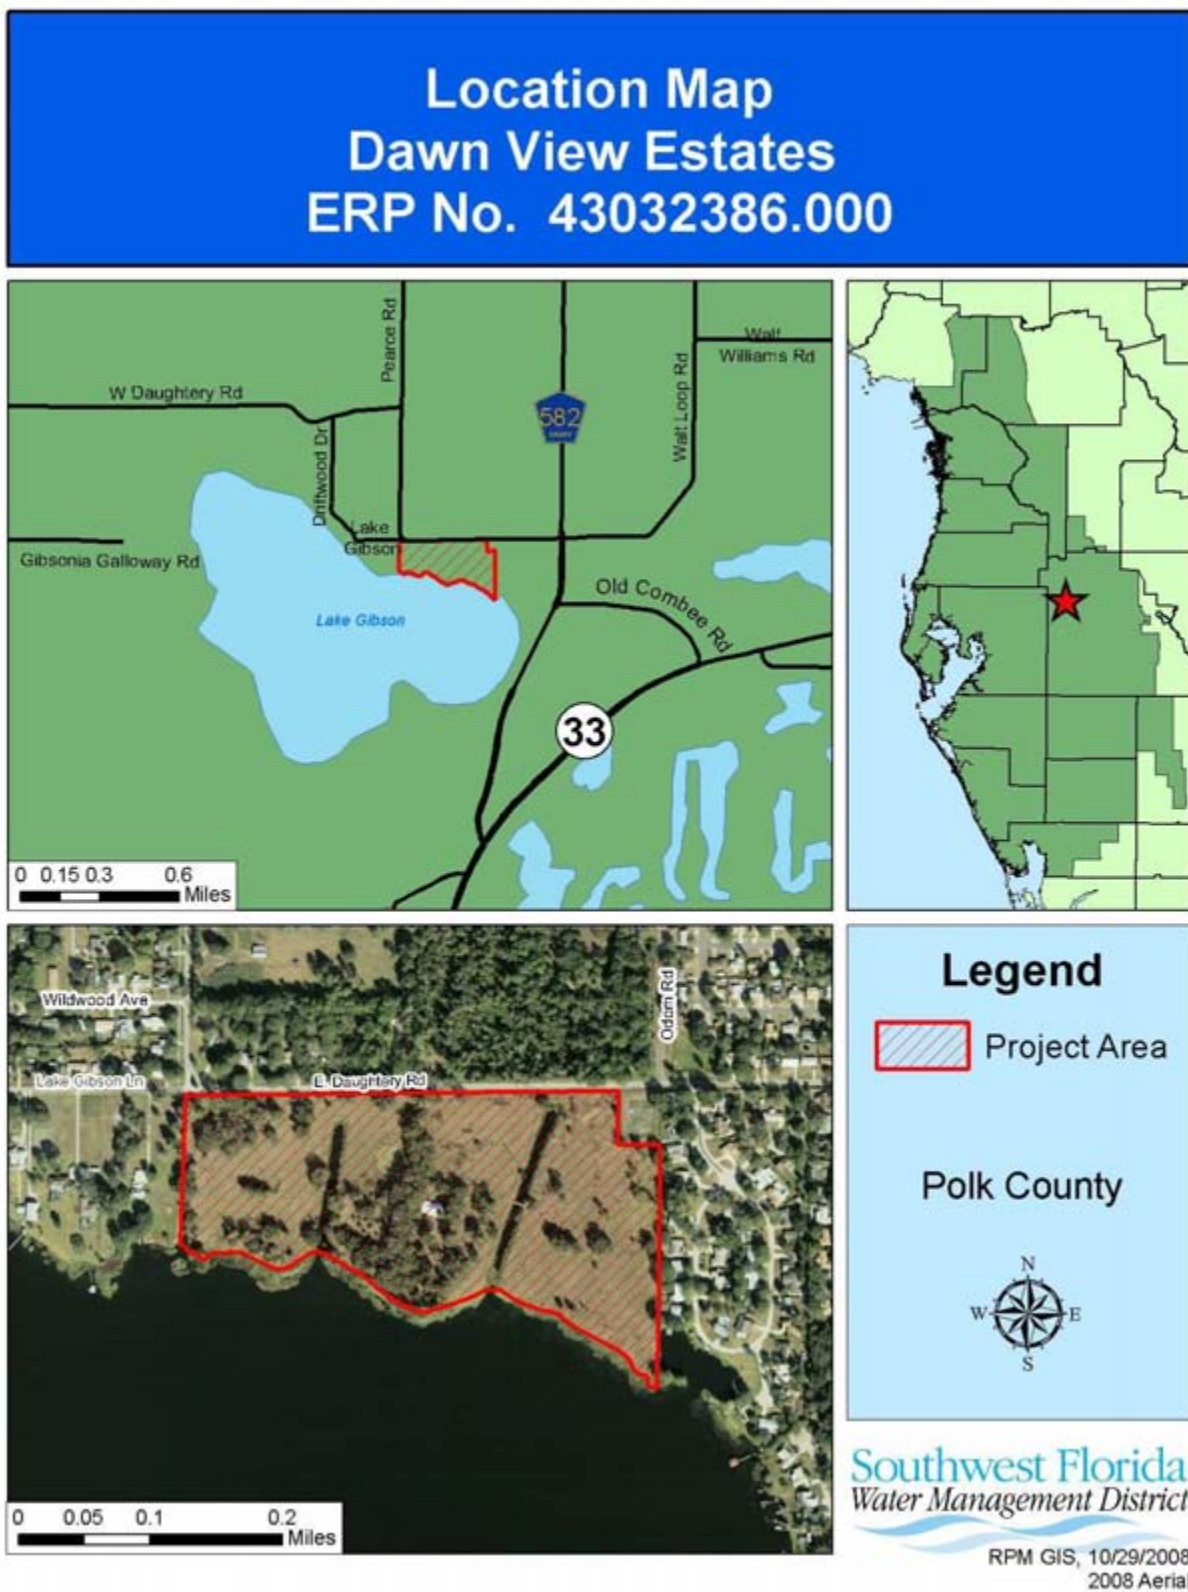 Location Map
Dawn View Estates
ERP No. 43032386.000
Pearce Rd
Walt
Williams Rd
W Daughtery Rd
582
Walt Loop Rd
Driftwood Dr
Lake
Gibson
Gibsonia Galloway Rd
Old Combee Rd
Lake Gibson
33
0 0.15 0.3 0.6
Miles
Wildwood Ave
Odom Rd
Lake Gibson Ln
E. Daughtery Rd
0 0.05 0.1 0.2
Miles
Legend
Project Area
Polk County
N
W E
S
Southwest Florida
Water Management District
RPM GIS, 10/29/2008
2008 Aerial